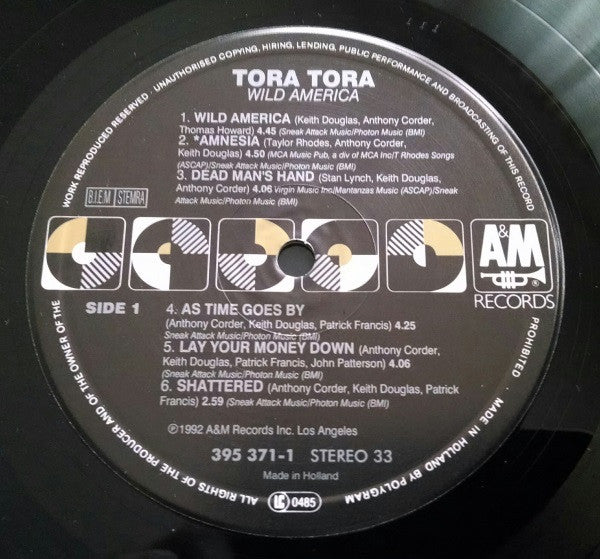 UNAUTHORISED COPYING, HIRING, LENDING, PUBLIC PERFORMANCE AND BROADCASTING OF THIS RECORD
PROHIBITED
MADE IN HOLLAND BY POLYGRAM
ALL RIGHTS OF THE PRODUCER AND OF THE OWNER OF THE
WORK REPRODUCED RESERVED
TORA TORA
WILD AMERICA
1. WILD AMERICA (Keith Douglas, Anthony Corder,
Thomas Howard) 4.45 (Sneak Attack Music/Photon Music (BMI)
2. *AMNESIA (Taylor Rhodes, Anthony Corder,
Keith Douglas) 4.50 (MCA Music Pub, a div of MCA Inc/T Rhodes Songs
(ASCAP)/Sneak Attack Music/Photon Music (BMI)
3. DEAD MAN'S HAND (Stan Lynch, Keith Douglas,
Anthony Corder) 4.06 Virgin Music Inc/Mantanzas Music (ASCAP)/Sneak
Attack Music/Photon Music (BMI)
B.I.E.M STEMRA
A&M
RECORDS
SIDE 1
4. AS TIME GOES BY
(Anthony Corder, Keith Douglas, Patrick Francis) 4.25
Sneak Attack Music/Photon Music (BMI)
5. LAY YOUR MONEY DOWN (Anthony Corder,
Keith Douglas, Patrick Francis, John Patterson) 4.06
Sneak Attack Music/Photon Music (BMI)
6. SHATTERED (Anthony Corder, Keith Douglas, Patrick
Francis) 2.59 (Sneak Attack Music/Photon Music (BMI)
℗1992 A&M Records Inc. Los Angeles
395 371-1 STEREO 33
Made in Holland
LC 0485